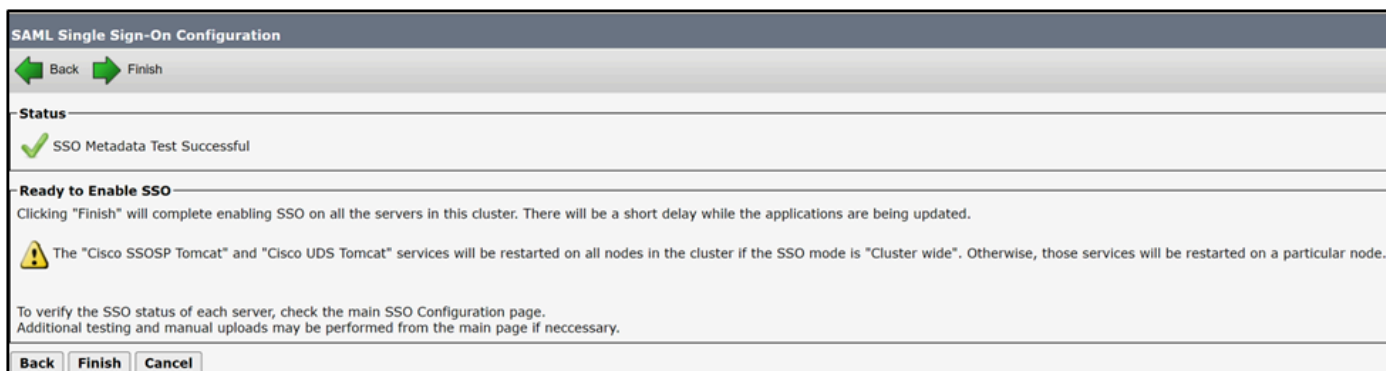 SAML Single Sign-On Configuration
Back Finish
Status
SSO Metadata Test Successful
Ready to Enable SSO
Clicking "Finish" will complete enabling SSO on all the servers in this cluster. There will be a short delay while the applications are being updated.
The "Cisco SSOSP Tomcat" and "Cisco UDS Tomcat" services will be restarted on all nodes in the cluster if the SSO mode is "Cluster wide". Otherwise, those services will be restarted on a particular node.
To verify the SSO status of each server, check the main SSO Configuration page.
Additional testing and manual uploads may be performed from the main page if neccessary.
Back Finish Cancel